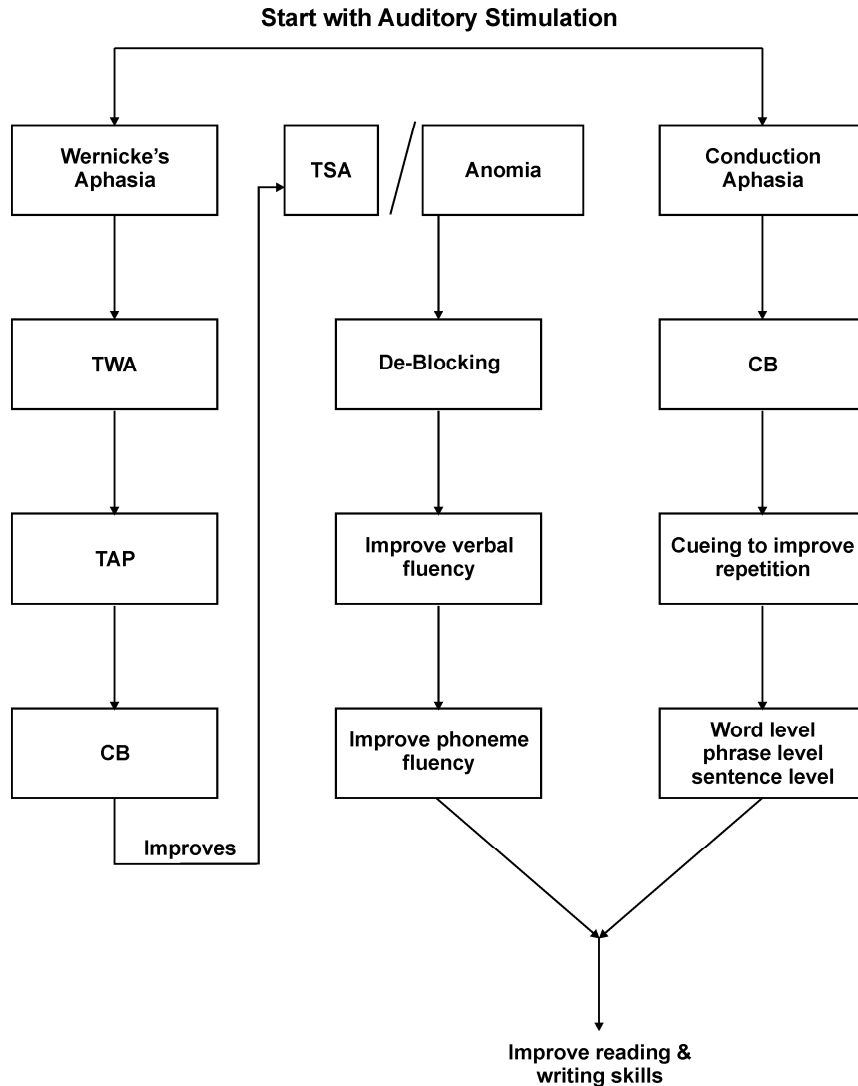 Start with Auditory Stimulation
Wernicke's
Aphasia
TSA
Anomia
Conduction
Aphasia
TWA
De-Blocking
CB
TAP
Improve verbal
fluency
Cueing to improve
repetition
CB
Improve phoneme
fluency
Word level
phrase level
sentence level
Improves
Improve reading &
writing skills